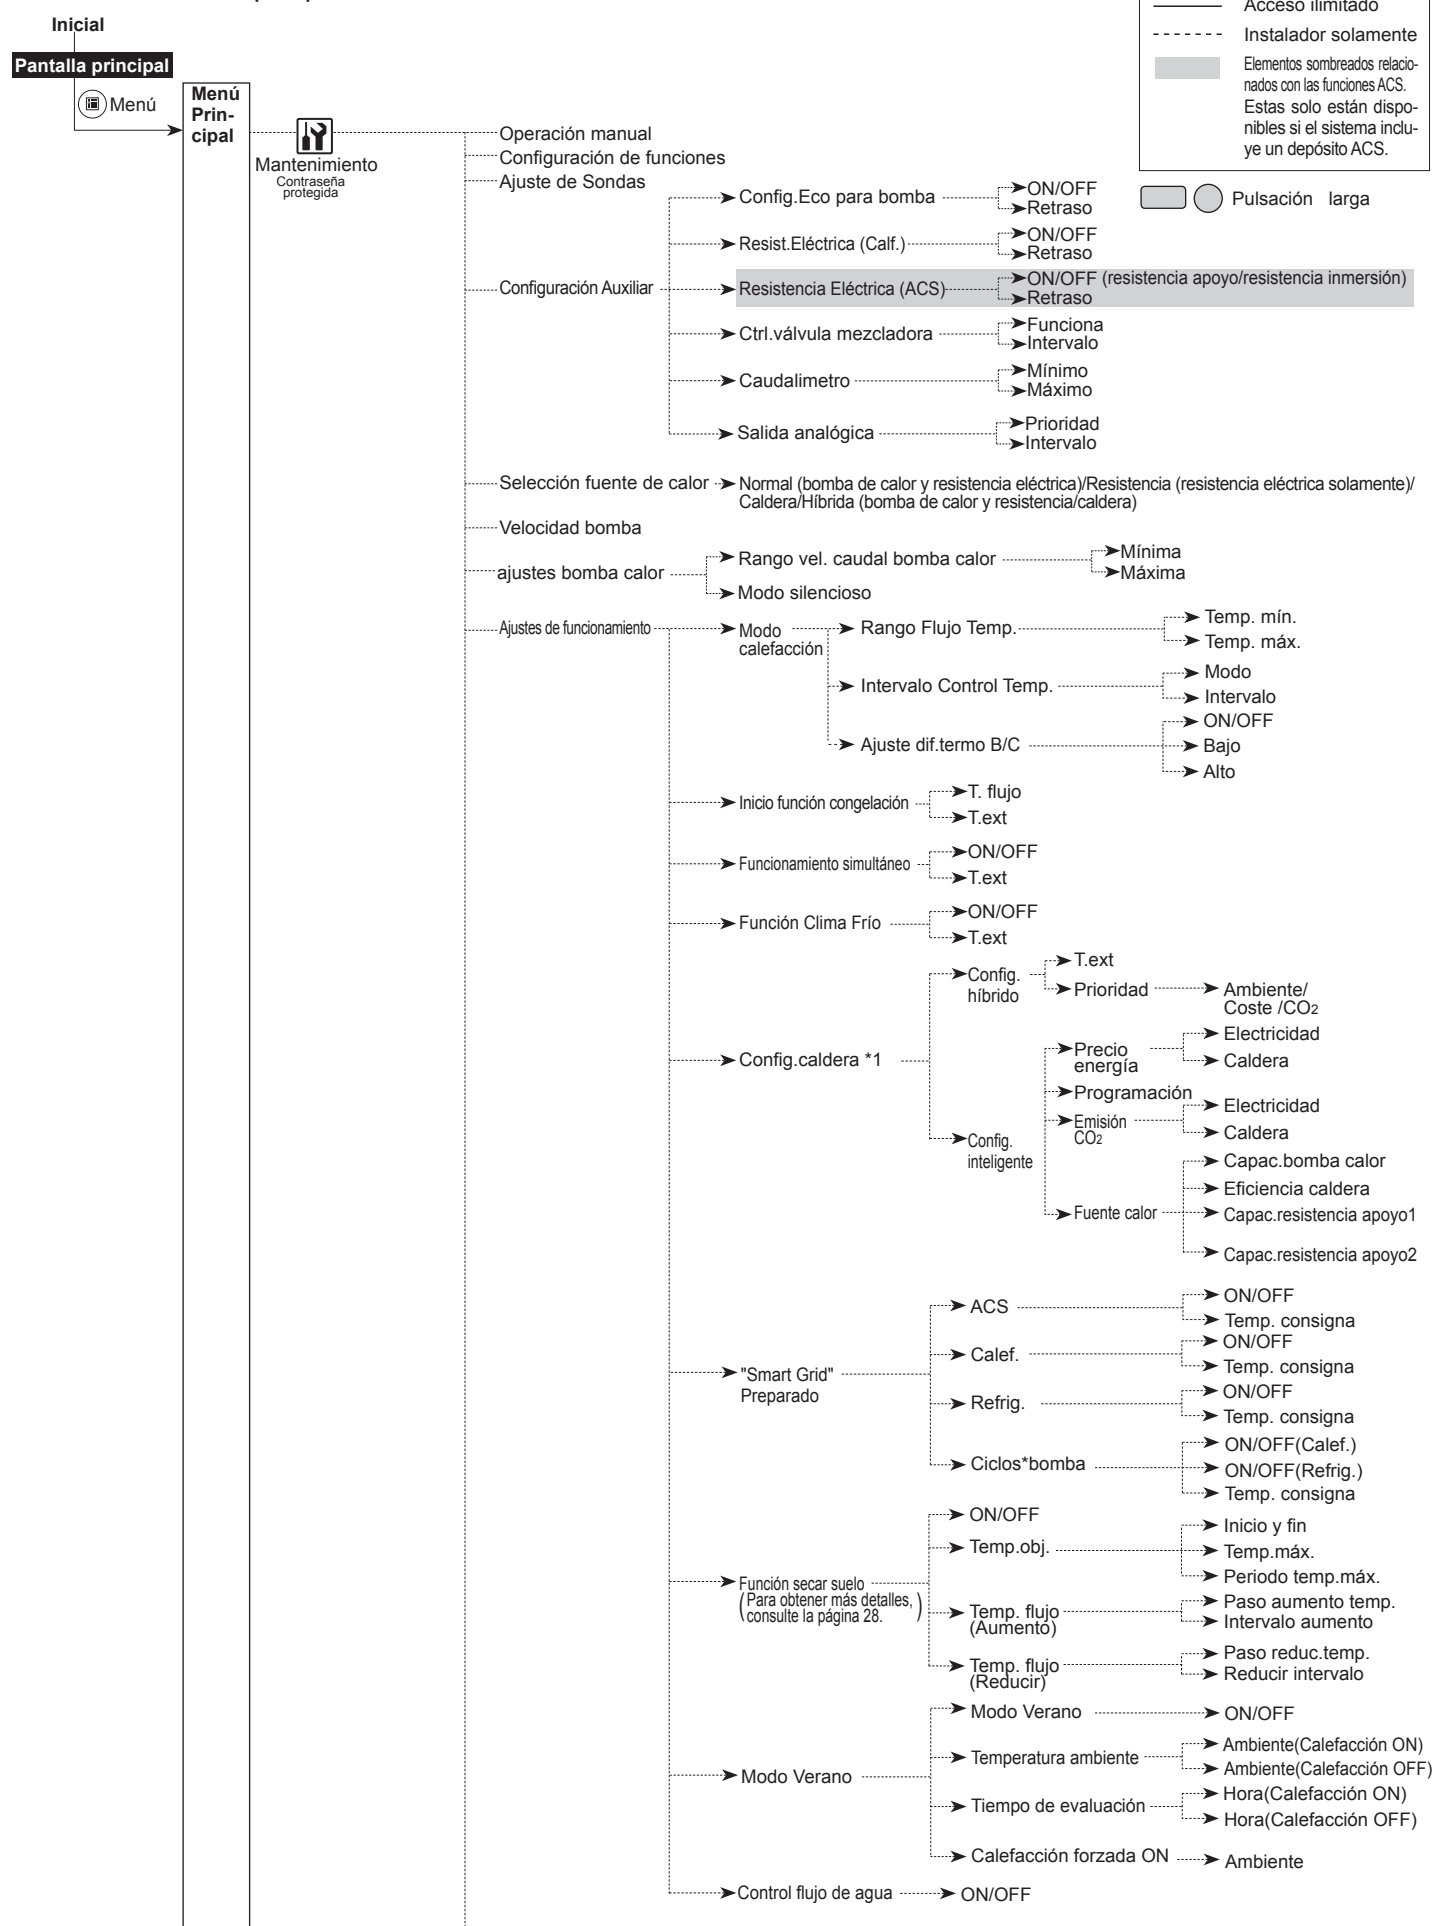 Acceso ilimitado
Instalador solamente
Elementos sombreados relacio-
nados con las funciones ACS.
Estas solo están dispo-
nibles si el sistema inclu-
ye un depósito ACS.
Pulsación larga
Inicial
Pantalla principal
Menú
Menú
Prin-
cipal
Mantenimiento
Contraseña
protegida
Operación manual
Configuración de funciones
Ajuste de Sondas
Configuración Auxiliar
Config.Eco para bomba
ON/OFF
Retraso
Resist.Eléctrica (Calf.)
ON/OFF
Retraso
Resistencia Eléctrica (ACS)
ON/OFF (resistencia apoyo/resistencia inmersión)
Retraso
Ctrl.válvula mezcladora
Funciona
Intervalo
Caudalimetro
Mínimo
Máximo
Salida analógica
Prioridad
Intervalo
Selección fuente de calor
Normal (bomba de calor y resistencia eléctrica)/Resistencia (resistencia eléctrica solamente)/
Caldera/Híbrida (bomba de calor y resistencia/caldera)
Velocidad bomba
ajustes bomba calor
Rango vel. caudal bomba calor
Mínima
Máxima
Modo silencioso
Ajustes de funcionamiento
Modo
calefacción
Rango Flujo Temp.
Temp. mín.
Temp. máx.
Intervalo Control Temp.
Modo
Intervalo
Ajuste dif.termo B/C
ON/OFF
Bajo
Alto
Inicio función congelación
T. flujo
T.ext
Funcionamiento simultáneo
ON/OFF
T.ext
Función Clima Frío
ON/OFF
T.ext
Config.caldera *1
Config.
híbrido
T.ext
Prioridad
Ambiente/
Coste /CO2
Config.
inteligente
Precio
energía
Electricidad
Caldera
Programación
Emisión
CO2
Electricidad
Caldera
Fuente calor
Capac.bomba calor
Eficiencia caldera
Capac.resistencia apoyo1
Capac.resistencia apoyo2
"Smart Grid"
Preparado
ACS
ON/OFF
Temp. consigna
Calef.
ON/OFF
Temp. consigna
Refrig.
ON/OFF
Temp. consigna
Ciclos*bomba
ON/OFF(Calef.)
ON/OFF(Refrig.)
Temp. consigna
Función secar suelo
(Para obtener más detalles,
consulte la página 28.)
ON/OFF
Temp.obj.
Inicio y fin
Temp.máx.
Periodo temp.máx.
Temp. flujo
(Aumento)
Paso aumento temp.
Intervalo aumento
Temp. flujo
(Reducir)
Paso reduc.temp.
Reducir intervalo
Modo Verano
Modo Verano
ON/OFF
Temperatura ambiente
Ambiente(Calefacción ON)
Ambiente(Calefacción OFF)
Tiempo de evaluación
Hora(Calefacción ON)
Hora(Calefacción OFF)
Calefacción forzada ON
Ambiente
Control flujo de agua
ON/OFF